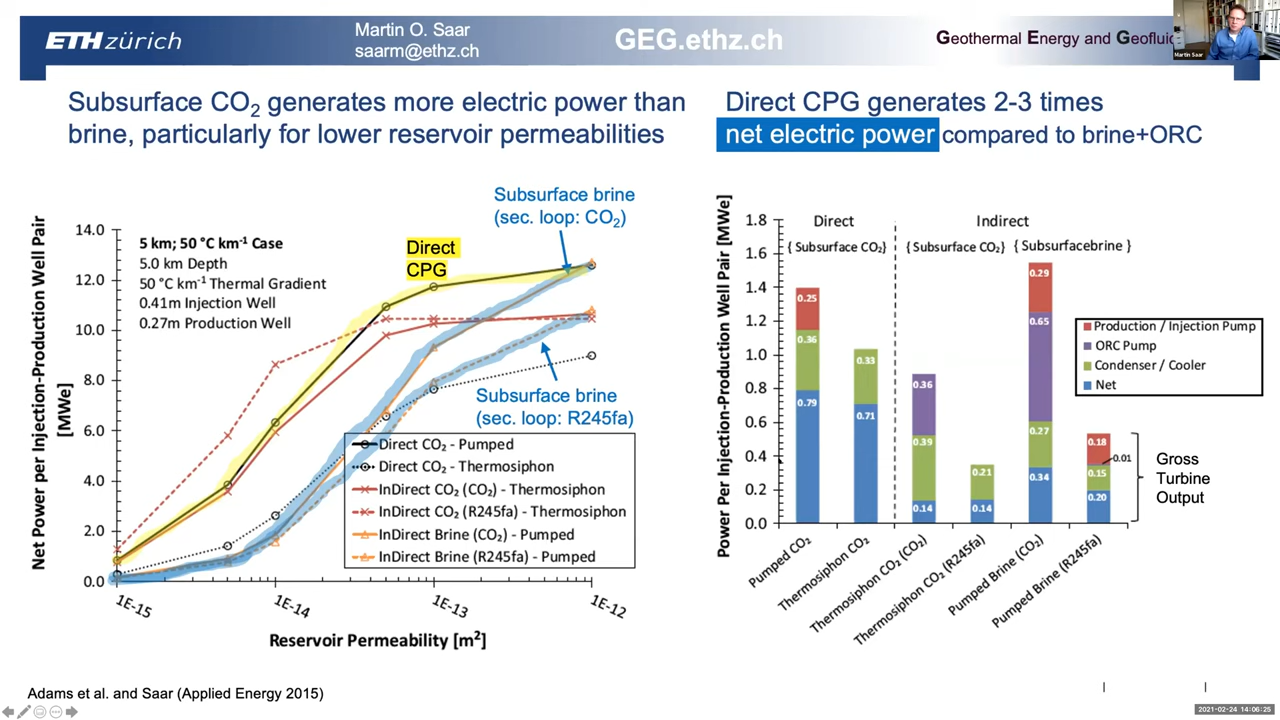 ETH zürich
Martin O. Saar
saarm@ethz.ch
GEG.ethz.ch
Geothermal Energy and Geoflui
Martin Saar
Subsurface CO₂ generates more electric power than
brine, particularly for lower reservoir permeabilities
Direct CPG generates 2-3 times
net electric power compared to brine+ORC
Net Power per Injection-Production Well Pair
[MWe]
14.0
12.0
10.0
8.0
6.0
4.0
2.0
0.0
5 km; 50 °C km⁻¹ Case
5.0 km Depth
50 °C km⁻¹ Thermal Gradient
0.41m Injection Well
0.27m Production Well
Direct
CPG
Subsurface brine
(sec. loop: CO₂)
Subsurface brine
(sec. loop: R245fa)
Direct CO₂ - Pumped
Direct CO₂ - Thermosiphon
InDirect CO₂ (CO₂) - Thermosiphon
InDirect CO₂ (R245fa) - Thermosiphon
InDirect Brine (CO₂) - Pumped
InDirect Brine (R245fa) - Pumped
1E-15
1E-14
1E-13
1E-12
Reservoir Permeability [m²]
Power Per Injection-Production Well Pair [MWe]
1.8
1.6
1.4
1.2
1.0
0.8
0.6
0.4
0.2
0.0
Direct
Indirect
{ Subsurface CO₂}
{Subsurface CO₂}
{ Subsurfacebrine }
0.25
0.36
0.79
0.33
0.71
0.36
0.39
0.14
0.21
0.14
0.29
0.65
0.27
0.34
0.18
0.01
0.15
0.20
Production / Injection Pump
ORC Pump
Condenser / Cooler
Net
Gross
Turbine
Output
Pumped CO₂
Thermosiphon CO₂
Thermosiphon CO₂ (CO₂)
Thermosiphon CO₂ (R245fa)
Pumped Brine (CO₂)
Pumped Brine (R245fa)
Adams et al. and Saar (Applied Energy 2015)
2021-02-24 14:06:25